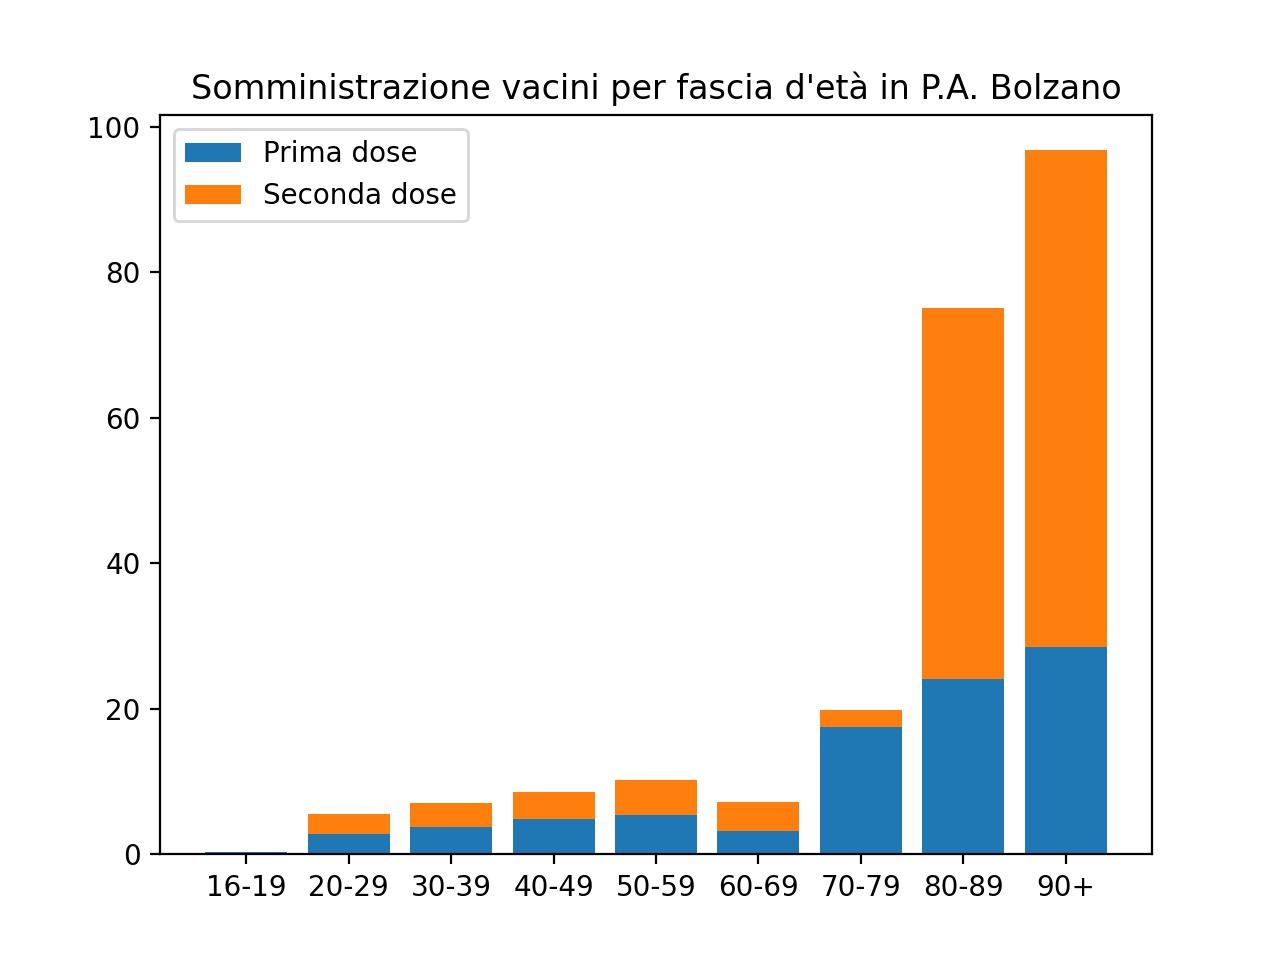 Somministrazione vacini per fascia d'età in P.A. Bolzano
Prima dose
Seconda dose
100
80
60
40
20
0
16-19 20-29 30-39 40-49 50-59 60-69 70-79 80-89 90+